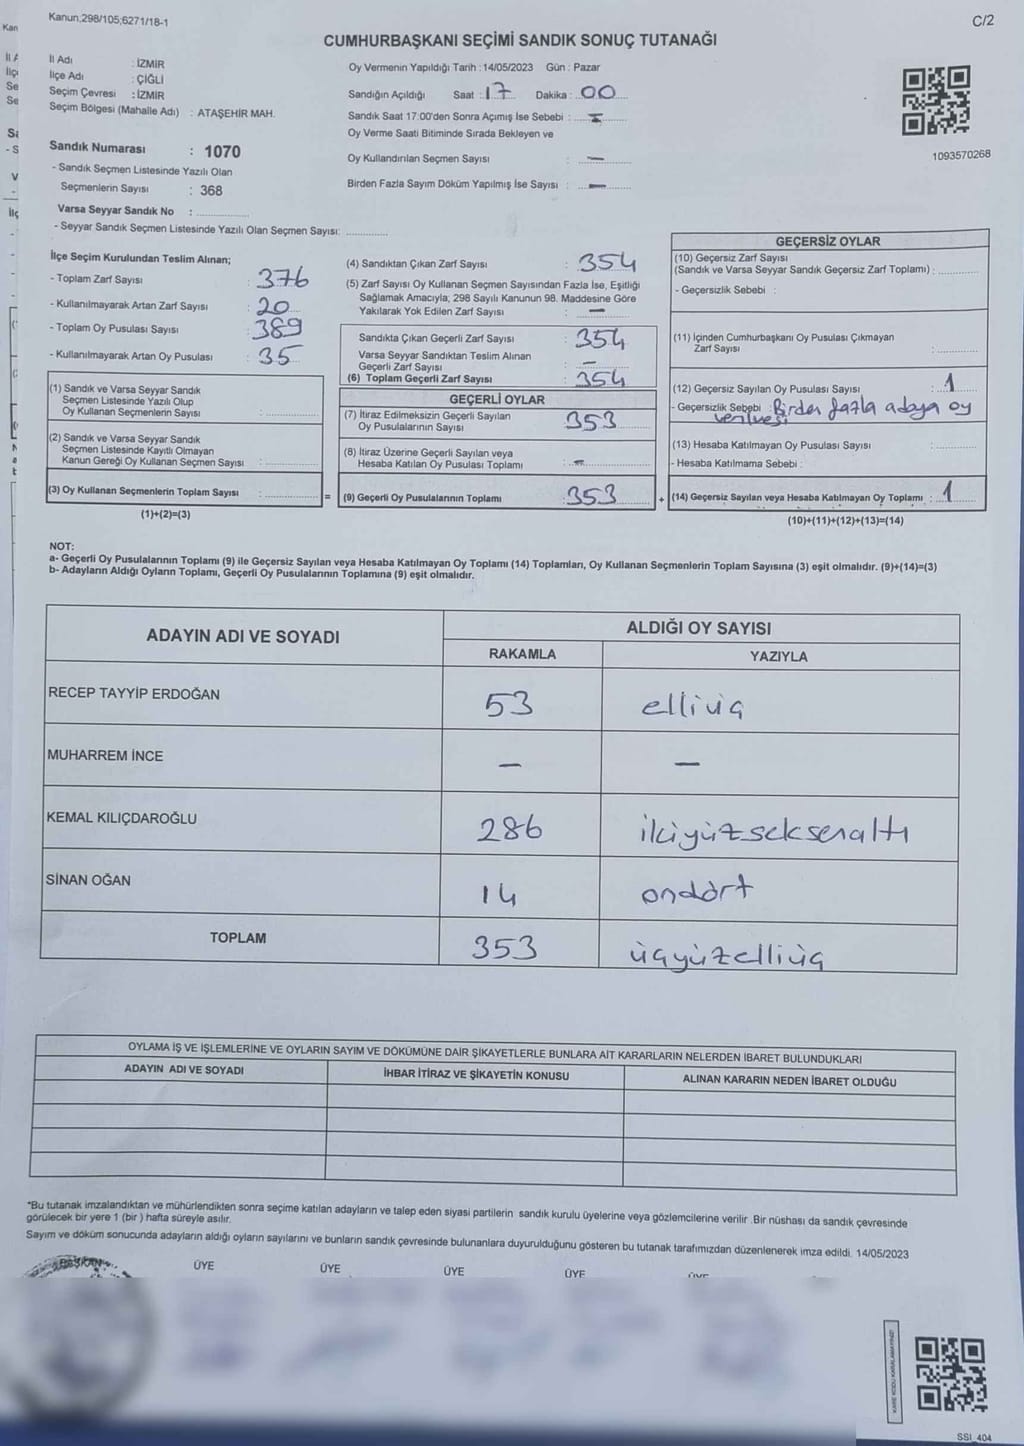 Kanun;298/105;6271/18-1
C/2
CUMHURBAŞKANI SEÇİMİ SANDIK SONUÇ TUTANAĞI
İl Adı : İZMİR
İlçe Adı : ÇİĞLİ
Seçim Çevresi : İZMİR
Seçim Bölgesi (Mahalle Adı) : ATAŞEHİR MAH.
Oy Vermenin Yapıldığı Tarih : 14/05/2023 Gün : Pazar
Sandığın Açıldığı Saat : 17 Dakika : 00
Sandık Saat 17:00'den Sonra Açımış İse Sebebi :
Oy Verme Saati Bitiminde Sırada Bekleyen ve
Oy Kullandırılan Seçmen Sayısı : —
Birden Fazla Sayım Döküm Yapılmış İse Sayısı : —
1093570268
Sandık Numarası : 1070
- Sandık Seçmen Listesinde Yazılı Olan
Seçmenlerin Sayısı : 368
Varsa Seyyar Sandık No :
- Seyyar Sandık Seçmen Listesinde Yazılı Olan Seçmen Sayısı:
İlçe Seçim Kurulundan Teslim Alınan;
- Toplam Zarf Sayısı : 376
- Kullanılmayarak Artan Zarf Sayısı : 20
- Toplam Oy Pusulası Sayısı : 389
- Kullanılmayarak Artan Oy Pusulası : 35
(1) Sandık ve Varsa Seyyar Sandık
Seçmen Listesinde Yazılı Olup
Oy Kullanan Seçmenlerin Sayısı :
(2) Sandık ve Varsa Seyyar Sandık
Seçmen Listesinde Kayıtlı Olmayan
Kanun Gereği Oy Kullanan Seçmen Sayısı :
(3) Oy Kullanan Seçmenlerin Toplam Sayısı :
(1)+(2)=(3)
(4) Sandıktan Çıkan Zarf Sayısı : 354
(5) Zarf Sayısı Oy Kullanan Seçmen Sayısından Fazla İse, Eşitliği
Sağlamak Amacıyla; 298 Sayılı Kanunun 98. Maddesine Göre
Yakılarak Yok Edilen Zarf Sayısı : —
Sandıkta Çıkan Geçerli Zarf Sayısı : 354
Varsa Seyyar Sandıktan Teslim Alınan
Geçerli Zarf Sayısı : —
(6) Toplam Geçerli Zarf Sayısı : 354
GEÇERLİ OYLAR
(7) İtiraz Edilmeksizin Geçerli Sayılan
Oy Pusulalarının Sayısı : 353
(8) İtiraz Üzerine Geçerli Sayılan veya
Hesaba Katılan Oy Pusulası Toplamı : —
= (9) Geçerli Oy Pusulalarının Toplamı : 353
GEÇERSİZ OYLAR
(10) Geçersiz Zarf Sayısı
(Sandık ve Varsa Seyyar Sandık Geçersiz Zarf Toplamı) :
- Geçersizlik Sebebi :
(11) İçinden Cumhurbaşkanı Oy Pusulası Çıkmayan
Zarf Sayısı :
(12) Geçersiz Sayılan Oy Pusulası Sayısı : 1
- Geçersizlik Sebebi : Birden fazla adaya oy
verilmesi
(13) Hesaba Katılmayan Oy Pusulası Sayısı :
- Hesaba Katılmama Sebebi :
+ (14) Geçersiz Sayılan veya Hesaba Katılmayan Oy Toplamı : 1
(10)+(11)+(12)+(13)=(14)
NOT:
a- Geçerli Oy Pusulalarının Toplamı (9) ile Geçersiz Sayılan veya Hesaba Katılmayan Oy Toplamı (14) Toplamları, Oy Kullanan Seçmenlerin Toplam Sayısına (3) eşit olmalıdır. (9)+(14)=(3)
b- Adayların Aldığı Oyların Toplamı, Geçerli Oy Pusulalarının Toplamına (9) eşit olmalıdır.
ADAYIN ADI VE SOYADI
ALDIĞI OY SAYISI
RAKAMLA YAZIYLA
RECEP TAYYİP ERDOĞAN 53 elliüç
MUHARREM İNCE — —
KEMAL KILIÇDAROĞLU 286 ikiyüzseksenaltı
SİNAN OĞAN 14 ondört
TOPLAM 353 üçyüzelliüç
OYLAMA İŞ VE İŞLEMLERİNE VE OYLARIN SAYIM VE DÖKÜMÜNE DAİR ŞİKAYETLERLE BUNLARA AİT KARARLARIN NELERDEN İBARET BULUNDUKLARI
ADAYIN ADI VE SOYADI İHBAR İTİRAZ VE ŞİKAYETİN KONUSU ALINAN KARARIN NEDEN İBARET OLDUĞU
*Bu tutanak imzalandıktan ve mühürlendikten sonra seçime katılan adayların ve talep eden siyasi partilerin sandık kurulu üyelerine veya gözlemcilerine verilir .Bir nüshası da sandık çevresinde
görülecek bir yere 1 (bir ) hafta süreyle asılır.
Sayım ve döküm sonucunda adayların aldığı oyların sayılarını ve bunların sandık çevresinde bulunanlara duyurulduğunu gösteren bu tutanak tarafımızdan düzenlenerek imza edildi. 14/05/2023
BAŞKAN ÜYE ÜYE ÜYE ÜYE ÜYE
KARE KODU KARALAMAYINIZ!
SSI_404